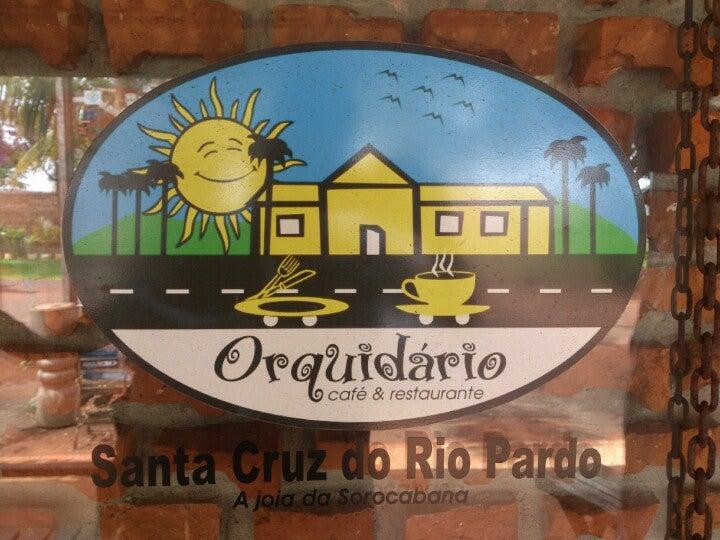 Orquidário
café & restaurante
Santa Cruz do Rio Pardo
A joia da Sorocabana